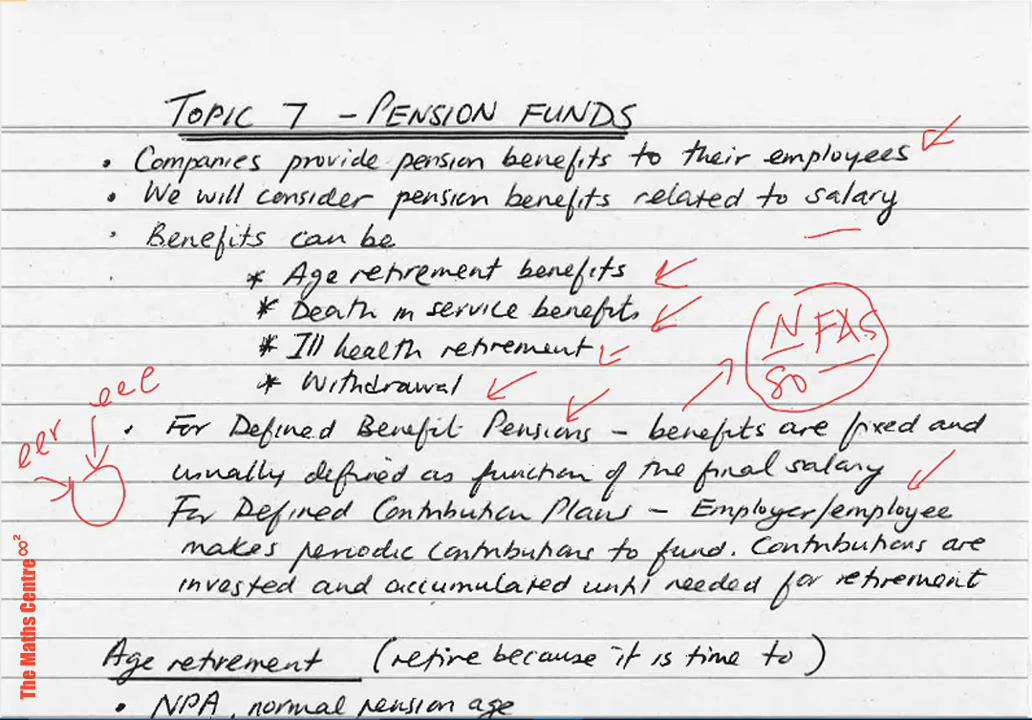 TOPIC 7 - PENSION FUNDS
• Companies provide pension benefits to their employees
• We will consider pension benefits related to salary
• Benefits can be
* Age retirement benefits
* Death in service benefits
* Ill health retirement
* Withdrawal
N/80 FAS
eee
eer
• For Defined Benefit Pensions - benefits are fixed and
usually defined as function of the final salary
For Defined Contribution Plans - Employer/employee
makes periodic contributions to fund. Contributions are
invested and accumulated until needed for retirement
Age retirement (retire because it is time to)
• NPA, normal pension age
The Maths Centre ∞²